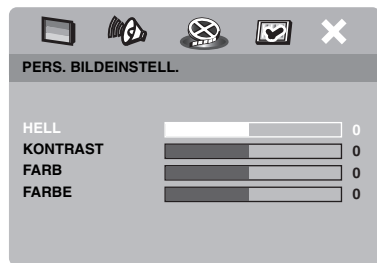 PERS. BILDEINSTELL.
HELL 0
KONTRAST 0
FARB 0
FARBE 0